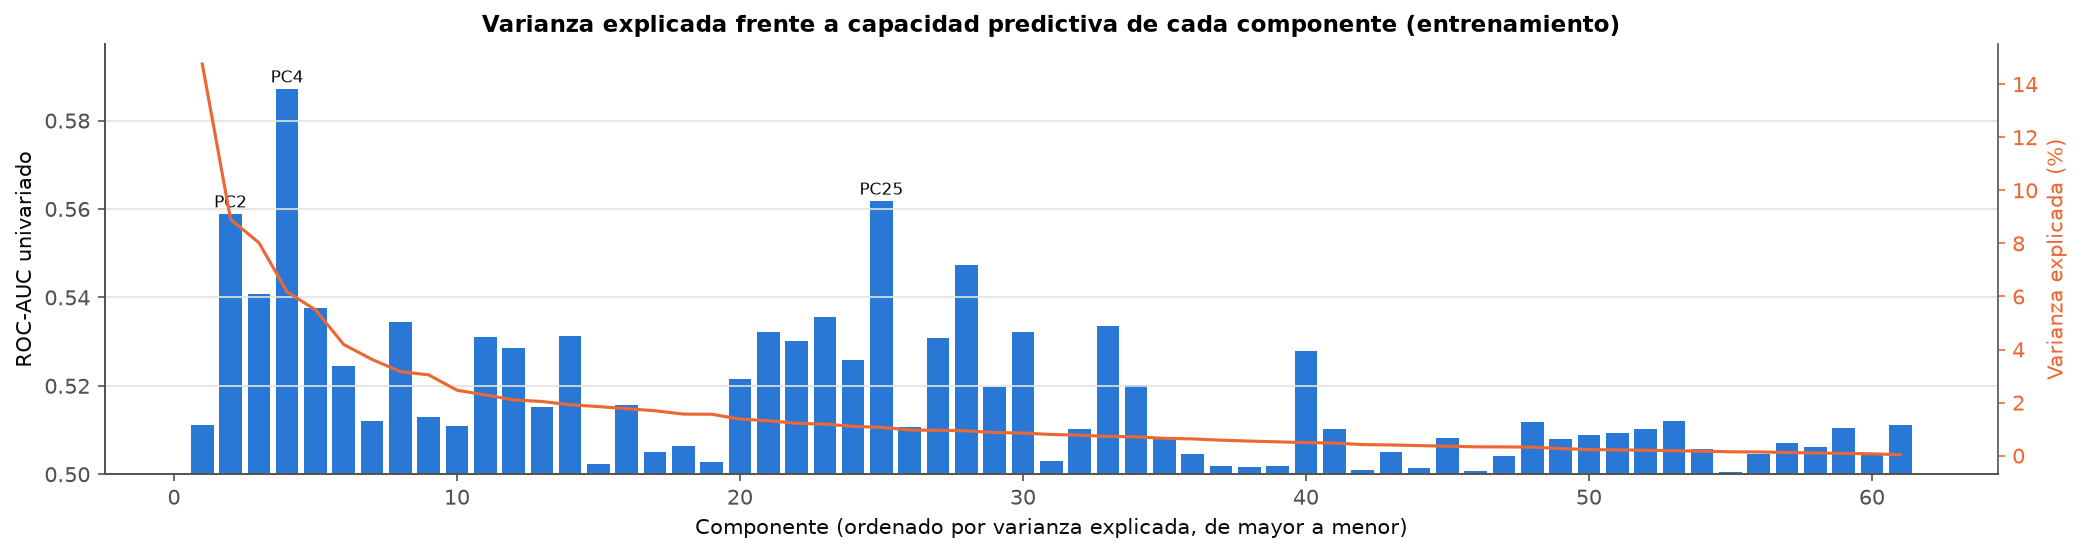 Varianza explicada frente a capacidad predictiva de cada componente (entrenamiento)
PC4
PC2
PC25
ROC-AUC univariado
0.58
0.56
0.54
0.52
0.50
14
12
10
8
6
4
2
0
Varianza explicada (%)
0 10 20 30 40 50 60
Componente (ordenado por varianza explicada, de mayor a menor)